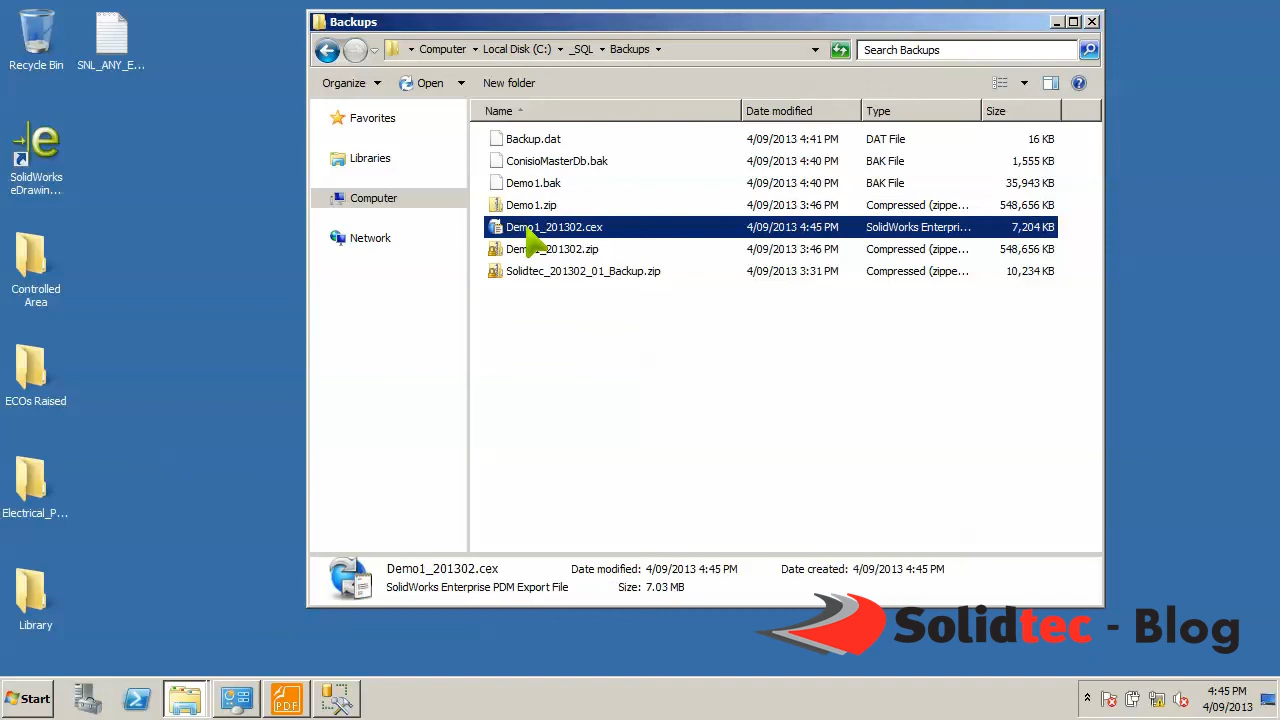 Recycle Bin
SNL_ANY_E...
SolidWorks
eDrawin...
Controlled
Area
ECOs Raised
Electrical_P...
Library
Backups
Computer Local Disk (C:) _SQL Backups
Search Backups
Organize Open New folder
Favorites
Libraries
Computer
Network
Name Date modified Type Size
Backup.dat 4/09/2013 4:41 PM DAT File 16 KB
ConisioMasterDb.bak 4/09/2013 4:40 PM BAK File 1,555 KB
Demo1.bak 4/09/2013 4:40 PM BAK File 35,943 KB
Demo1.zip 4/09/2013 3:46 PM Compressed (zippe... 548,656 KB
Demo1_201302.cex 4/09/2013 4:45 PM SolidWorks Enterpri... 7,204 KB
Demo1_201302.zip 4/09/2013 3:46 PM Compressed (zippe... 548,656 KB
Solidtec_201302_01_Backup.zip 4/09/2013 3:31 PM Compressed (zippe... 10,234 KB
Demo1_201302.cex Date modified: 4/09/2013 4:45 PM Date created: 4/09/2013 4:45 PM
SolidWorks Enterprise PDM Export File Size: 7.03 MB
Solidtec - Blog
Start
PDF
4:45 PM
4/09/2013